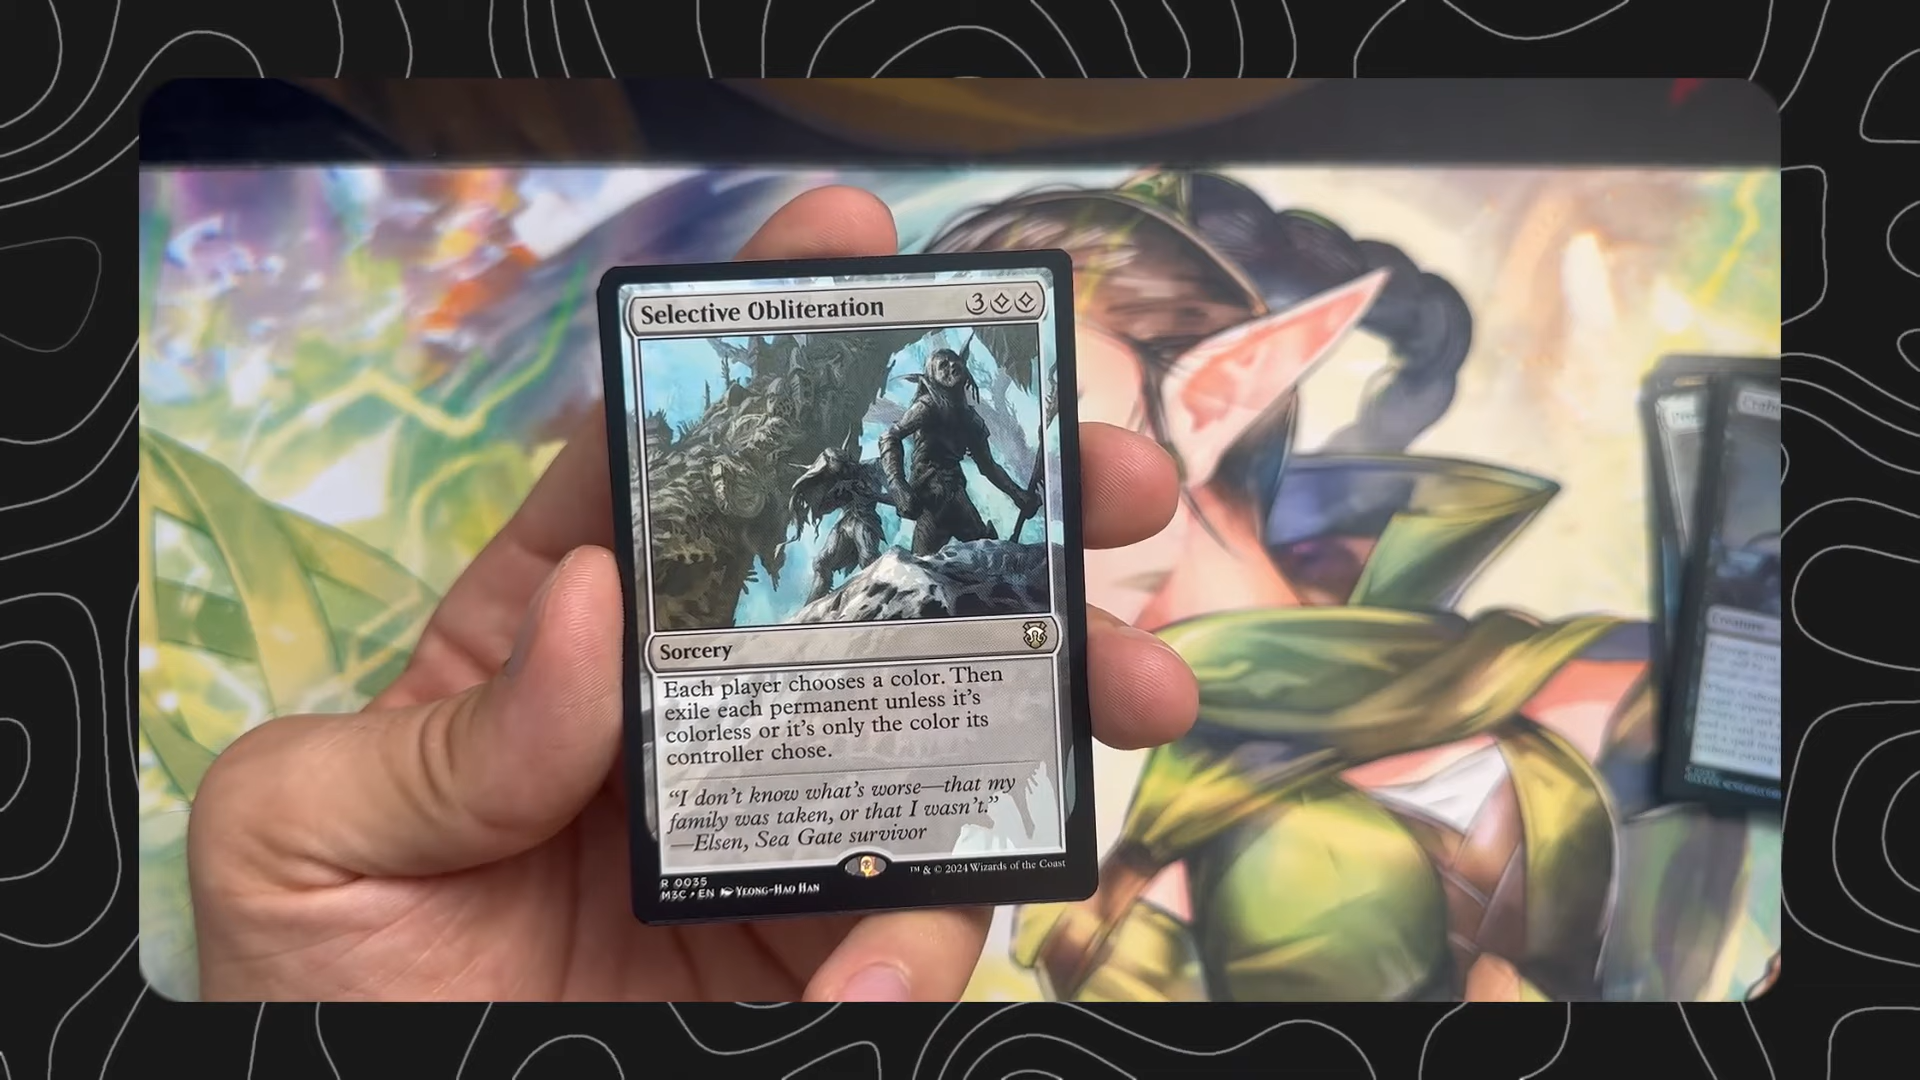 Selective Obliteration
3
Sorcery
Each player chooses a color. Then
exile each permanent unless it's
colorless or it's only the color its
controller chose.
“I don't know what's worse—that my
family was taken, or that I wasn't.”
—Elsen, Sea Gate survivor
R 0035
M3C • EN Yeong-Hao Han
™ & © 2024 Wizards of the Coast
Creature